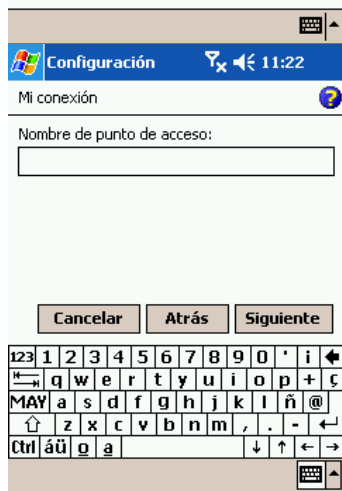 Configuración 11:22
Mi conexión ?
Nombre de punto de acceso:
Cancelar Atrás Siguiente
123 1 2 3 4 5 6 7 8 9 0 ' ¡
q w e r t y u i o p + ç
MAY a s d f g h j k l ñ @
z x c v b n m , . -
Ctrl áü º ª